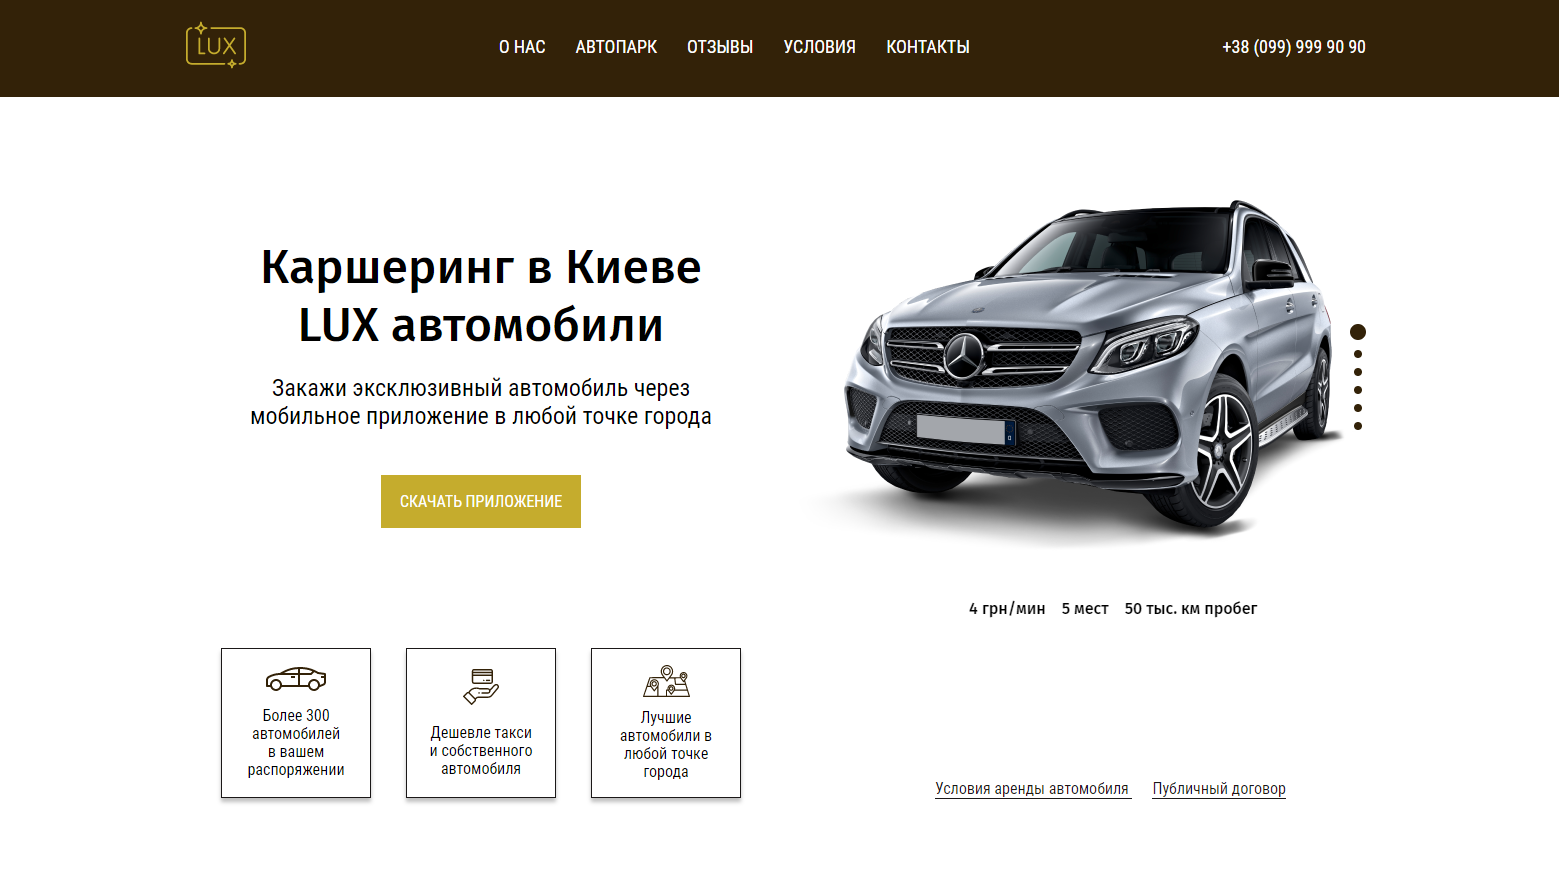 LUX
О НАС АВТОПАРК ОТЗЫВЫ УСЛОВИЯ КОНТАКТЫ
+38 (099) 999 90 90
Каршеринг в Киеве
LUX автомобили
Закажи эксклюзивный автомобиль через
мобильное приложение в любой точке города
СКАЧАТЬ ПРИЛОЖЕНИЕ
4 грн/мин 5 мест 50 тыс. км пробег
Более 300
автомобилей
в вашем
распоряжении
Дешевле такси
и собственного
автомобиля
Лучшие
автомобили в
любой точке
города
Условия аренды автомобиля Публичный договор